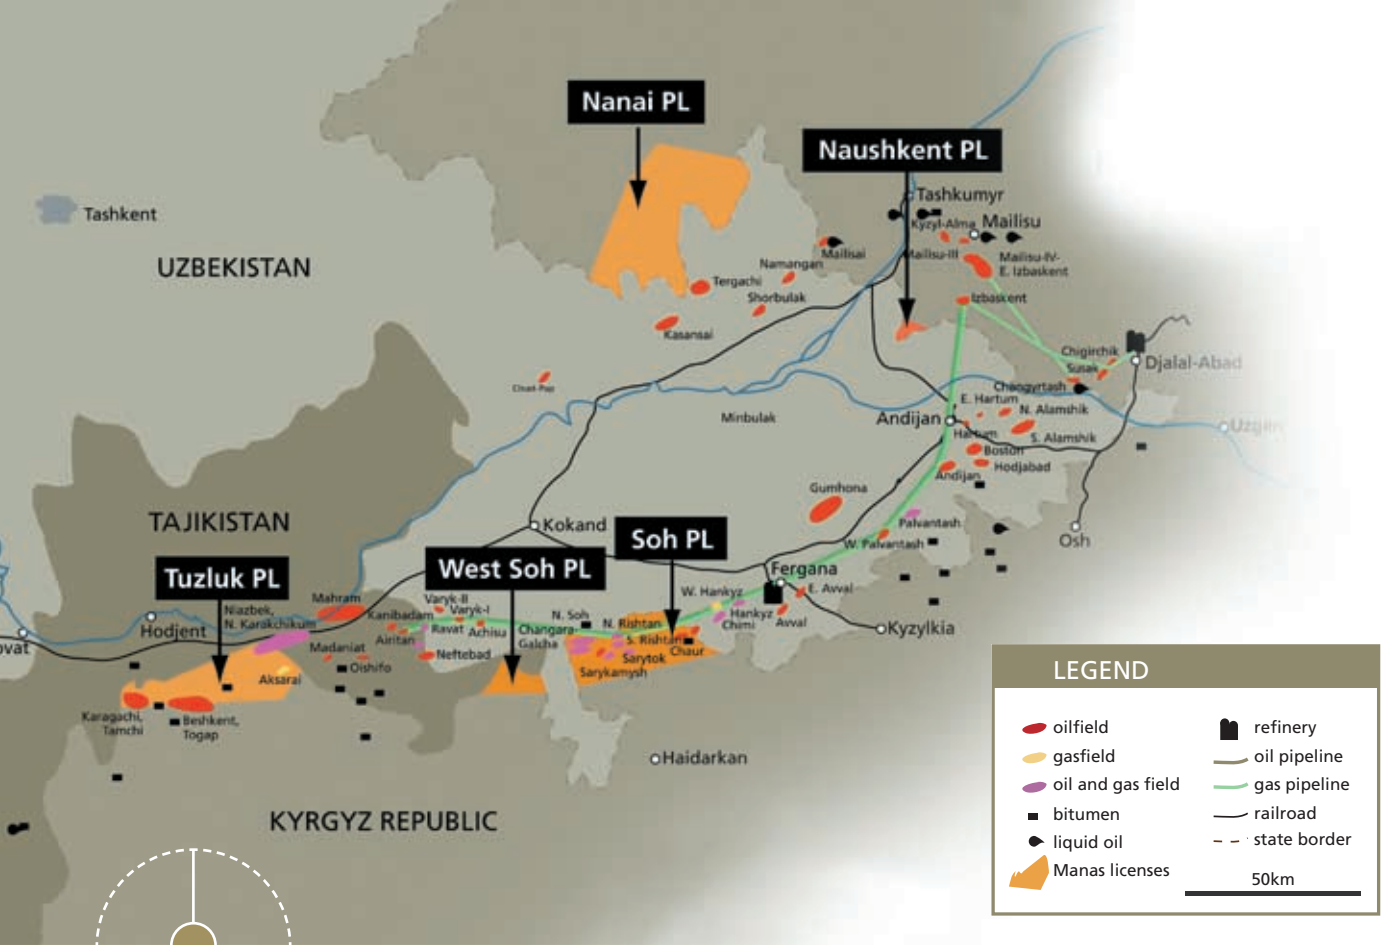 Nanai PL
Naushkent PL
Tashkumyr
Tashkent
Kyzyl-Alma
Mailisu
Mailisai
Mailisu-III
Mailisu-IV-
E. Izbaskent
UZBEKISTAN
Namangan
Tergachi
Shorbulak
Izbaskent
Kasansai
Chigirchik
Djalal-Abad
Susak
Changyrtash
E. Hartum
N. Alamshik
Minbulak
Andijan
Hartum
S. Alamshik
Boston
Hodjabad
Andijan
Gumhona
TAJIKISTAN
Kokand
Palvantash
W. Palvantash
Osh
Soh PL
West Soh PL
Tuzluk PL
Fergana
W. Hankyz
E. Avval
Mahram
Varyk-II
Varyk-I
Niazbek,
N. Karakchikum
Kanibadam
N. Soh
N. Rishtan
Hankyz
Chimi
Avval
Kyzylkia
Hodjent
Airitan
Ravat
Achisu
Changara-
Galcha
S. Rishtan
Chaur
Madaniat
Neftebad
Sarytok
Oishifo
Sarykamysh
Aksarai
Karagachi,
Tamchi
Beshkent,
Togap
Haidarkan
KYRGYZ REPUBLIC
LEGEND
oilfield
gasfield
oil and gas field
bitumen
liquid oil
Manas licenses
refinery
oil pipeline
gas pipeline
railroad
state border
50km